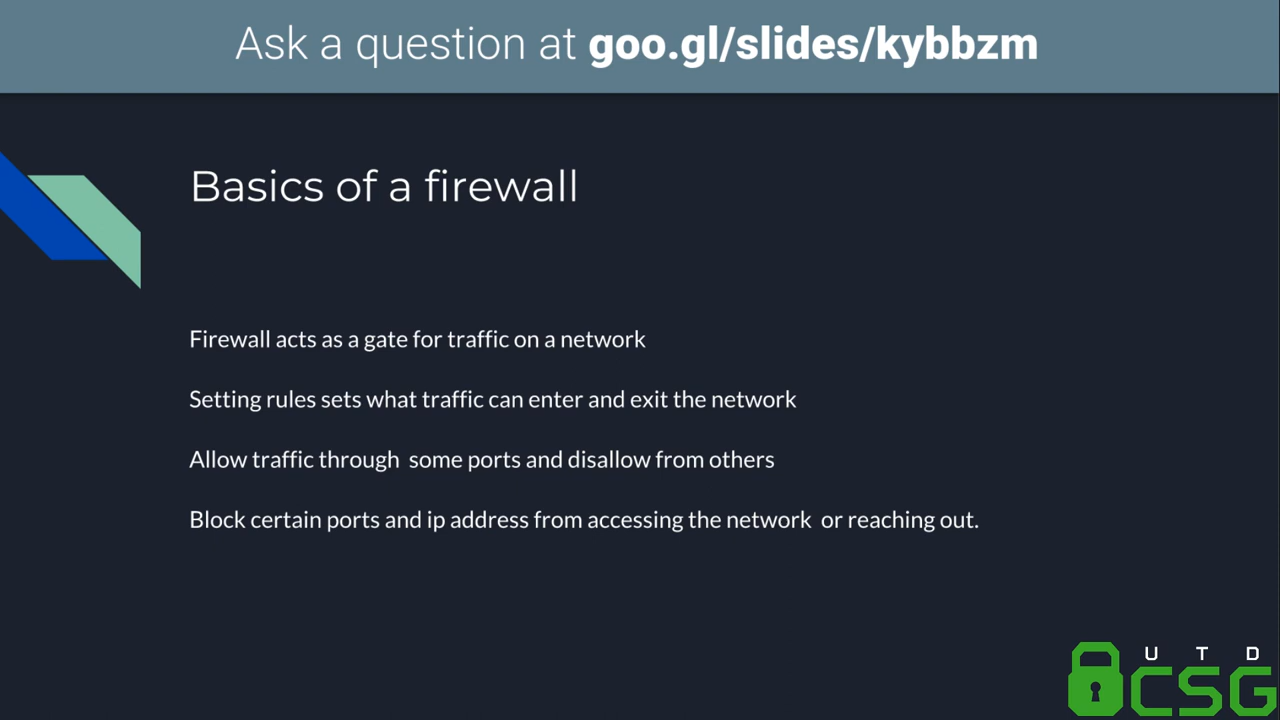 Ask a question at goo.gl/slides/kybbzm
Basics of a firewall
Firewall acts as a gate for traffic on a network
Setting rules sets what traffic can enter and exit the network
Allow traffic through  some ports and disallow from others
Block certain ports and ip address from accessing the network  or reaching out.
U T D
CSG